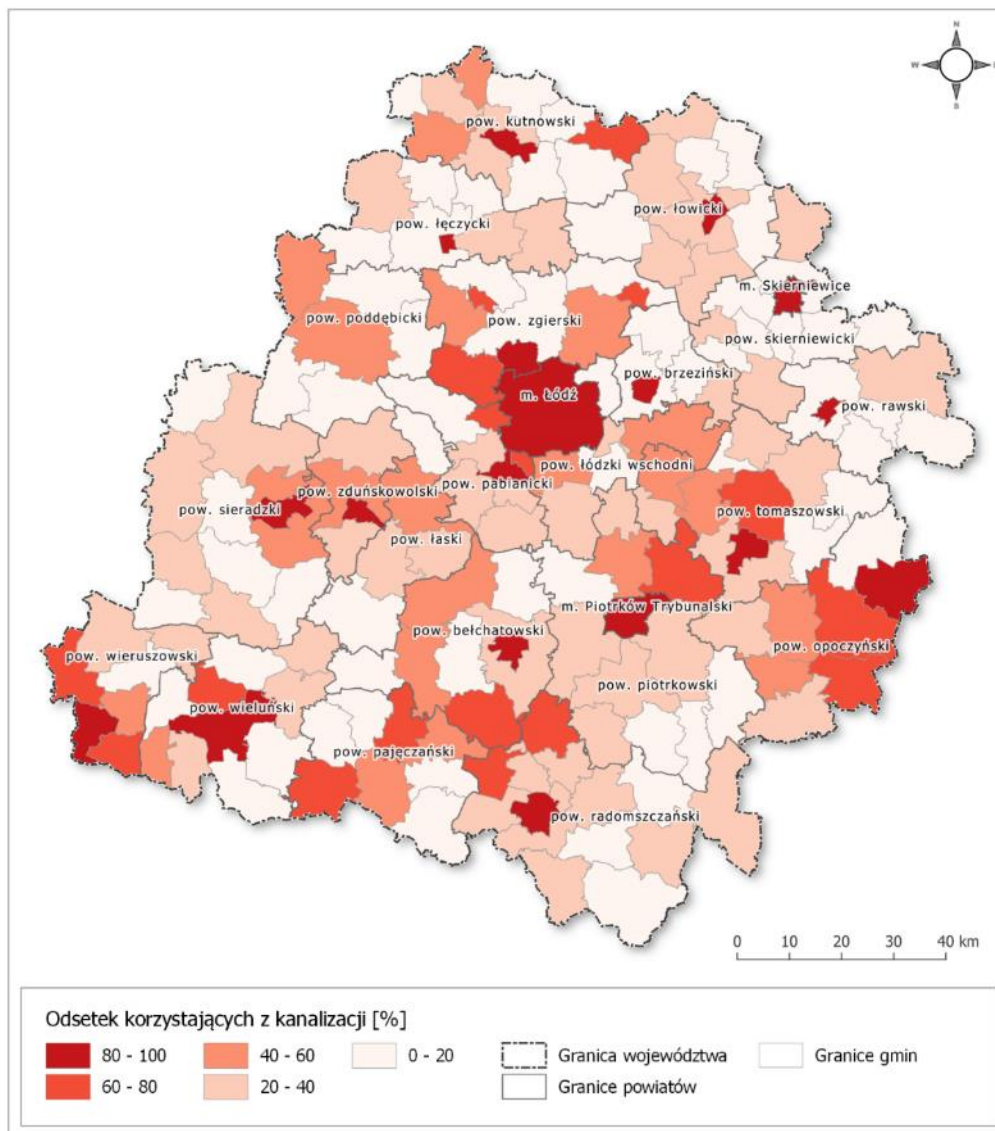 N
W
S
pow. kutnowski
pow. łowicki
pow. łęczycki
m. Skierniewice
pow. poddębicki
pow. zgierski
pow. skierniewicki
pow. brzeziński
m. Łódź
pow. rawski
pow. łódzki wschodni
pow. pabianicki
pow. zduńskowolski
pow. sieradzki
pow. tomaszowski
pow. łaski
m. Piotrków Trybunalski
pow. bełchatowski
pow. opoczyński
pow. wieruszowski
pow. piotrkowski
pow. wieluński
pow. pajęczański
pow. radomszczański
0 10 20 30 40 km
Odsetek korzystających z kanalizacji [%]
80 - 100 40 - 60 0 - 20 Granica województwa Granice gmin
60 - 80 20 - 40 Granice powiatów